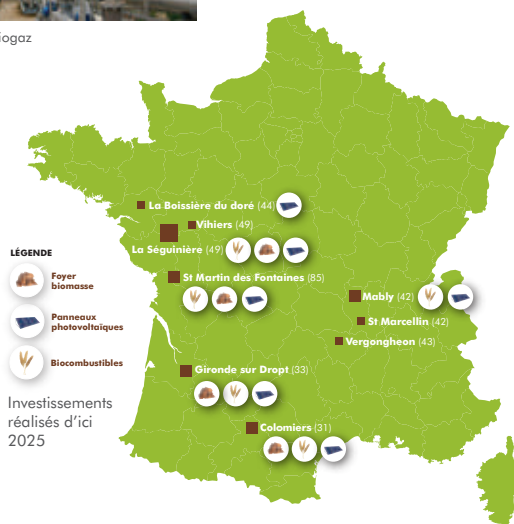 iogaz
La Boissière du doré (44)
Vihiers (49)
La Séguinière (49)
St Martin des Fontaines (85)
Mably (42)
St Marcellin (42)
Vergongheon (43)
Gironde sur Dropt (33)
Colomiers (31)
LÉGENDE
Foyer
biomasse
Panneaux
photovoltaïques
Biocombustibles
Investissements
réalisés d’ici
2025